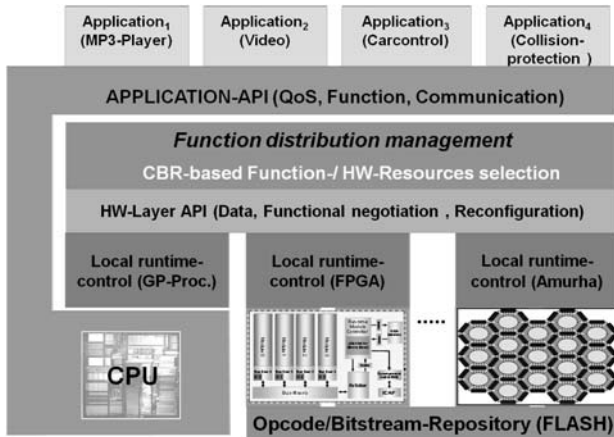 Application1
(MP3-Player)
Application2
(Video)
Application3
(Carcontrol)
Application4
(Collision-
protection )
APPLICATION-API (QoS, Function, Communication)
Function distribution management
CBR-based Function-/ HW-Resources selection
HW-Layer API (Data, Functional negotiation , Reconfiguration)
Local runtime-
control (GP-Proc.)
Local runtime-
control (FPGA)
Local runtime-
control (Amurha)
.....
CPU
Opcode/Bitstream-Repository (FLASH)